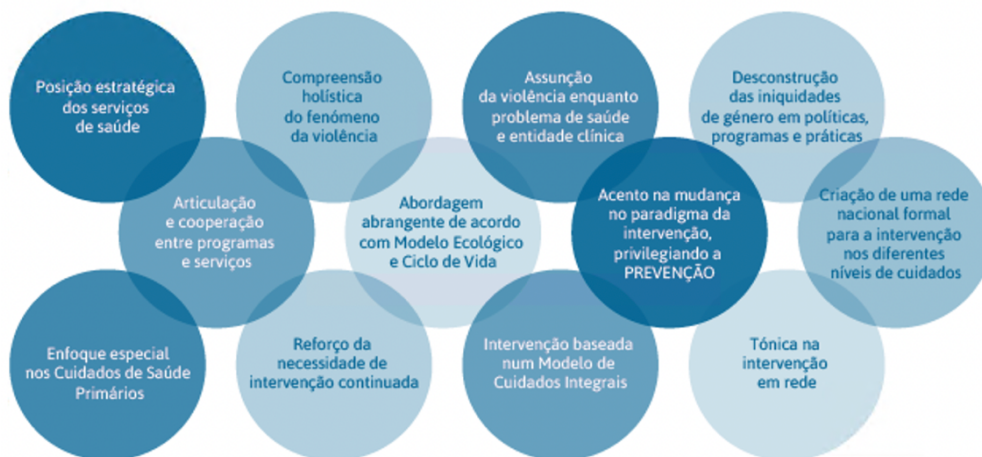 Posição estratégica
dos serviços
de saúde
Compreensão
holística
do fenómeno
da violência
Assunção
da violência enquanto
problema de saúde
e entidade clínica
Desconstrução
das iniquidades
de género em políticas,
programas e práticas
Articulação
e cooperação
entre programas
e serviços
Abordagem
abrangente de acordo
com Modelo Ecológico
e Ciclo de Vida
Acento na mudança
no paradigma da
intervenção,
privilegiando a
PREVENÇÃO
Criação de uma rede
nacional formal
para a intervenção
nos diferentes
níveis de cuidados
Enfoque especial
nos Cuidados de Saúde
Primários
Reforço da
necessidade de
intervenção continuada
Intervenção baseada
num Modelo de
Cuidados Integrais
Tónica na
intervenção
em rede